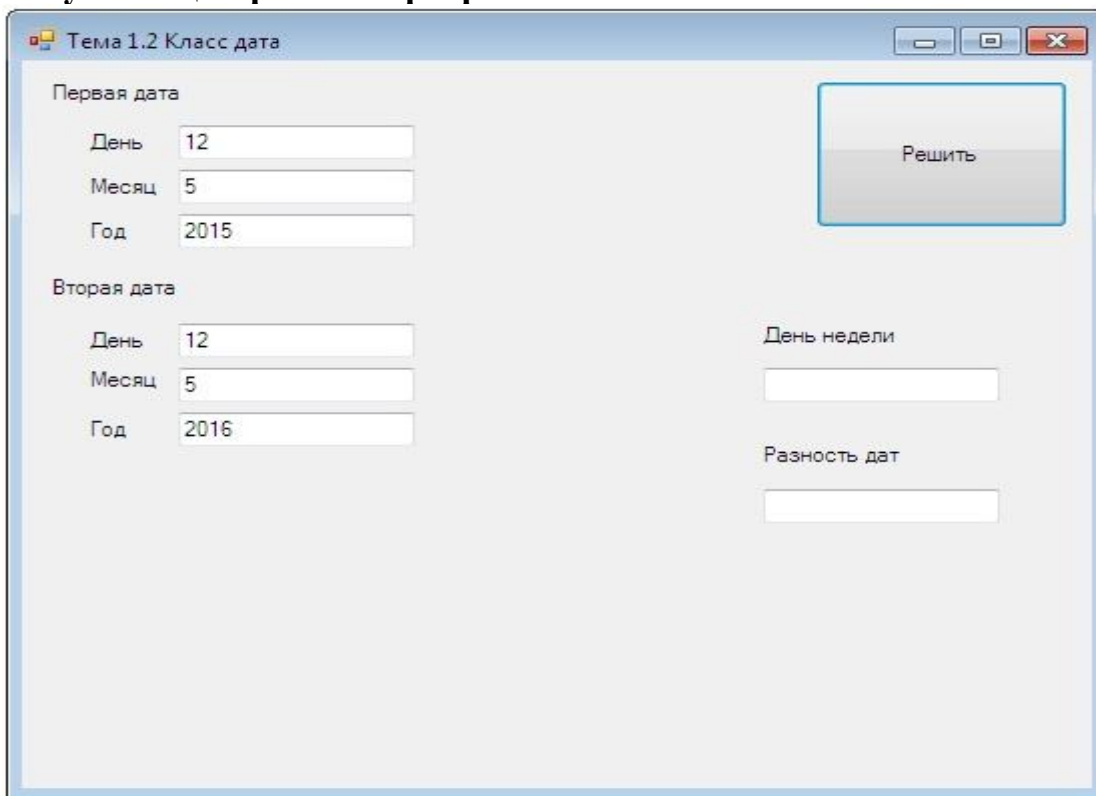 Тема 1.2 Класс дата
Первая дата
День 12
Месяц 5
Год 2015
Решить
Вторая дата
День 12
Месяц 5
Год 2016
День недели
Разность дат